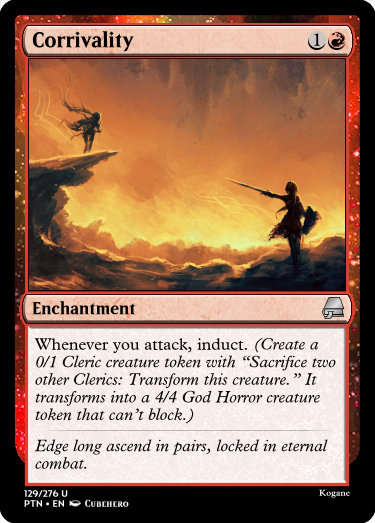 Corrivality
1
Enchantment
Whenever you attack, induct. (Create a
0/1 Cleric creature token with “Sacrifice two
other Clerics: Transform this creature.” It
transforms into a 4/4 God Horror creature
token that can't block.)
Edge long ascend in pairs, locked in eternal
combat.
129/276 U
Kogane
PTN • EN Cubehero